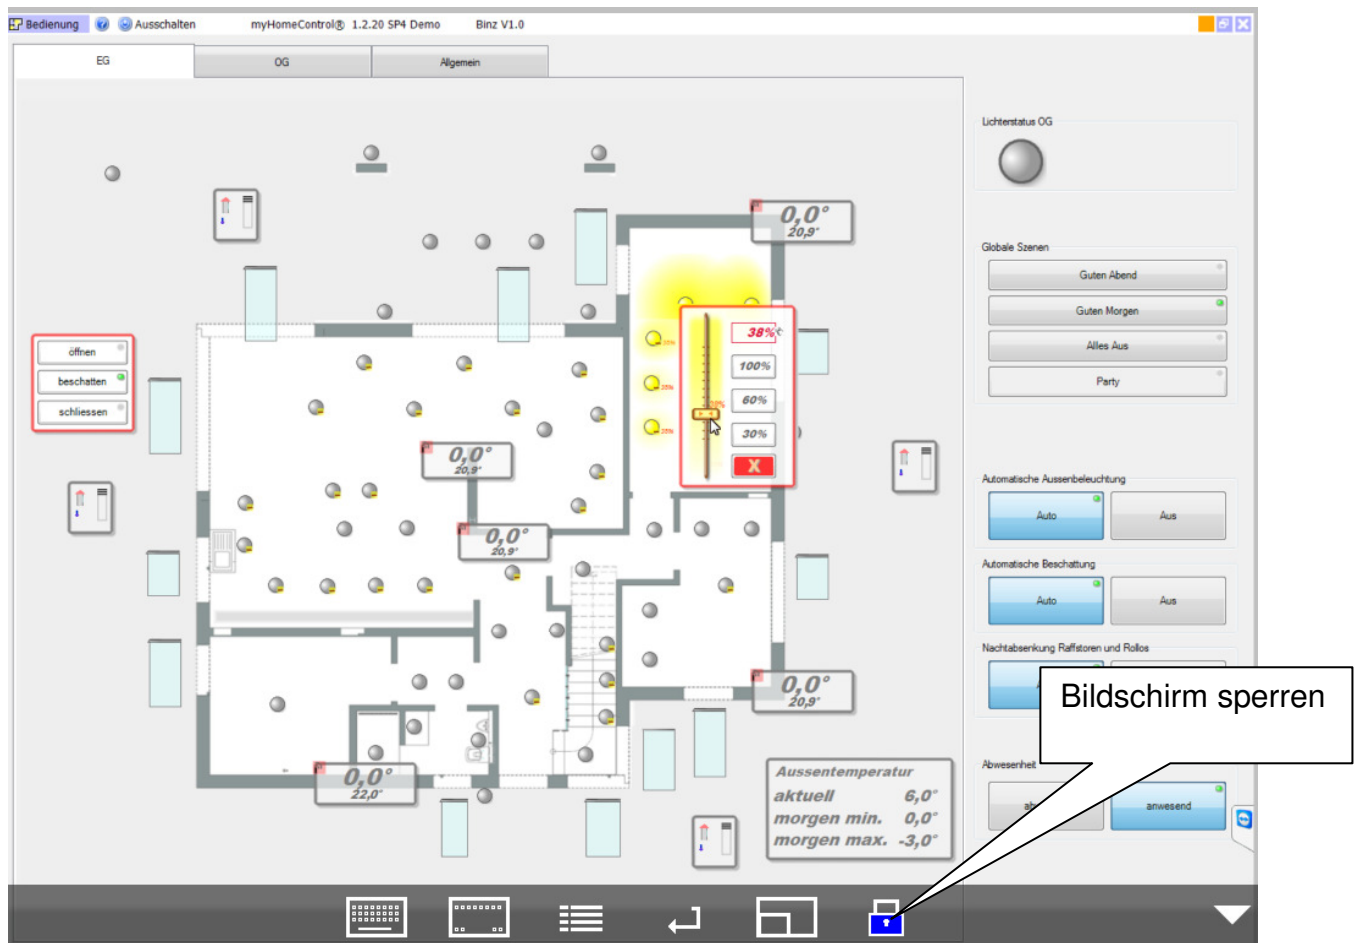 Bedienung Ausschalten myHomeControl® 1.2.20 SP4 Demo Binz V1.0
EG OG Allgemein
Lichterstatus OG
0,0°
20,9°
Globale Szenen
Guten Abend
Guten Morgen
Alles Aus
Party
öffnen
beschatten
schliessen
38%
100%
60%
30%
X
35%
35%
0,0°
20,9°
0,0°
20,9°
Automatische Aussenbeleuchtung
Auto Aus
Automatische Beschattung
Auto Aus
Nachtabsenkung Raffstoren und Rollos
Bildschirm sperren
0,0°
20,9°
0,0°
22,0°
Aussentemperatur
aktuell 6,0°
morgen min. 0,0°
morgen max. -3,0°
Abwesenheit
anwesend